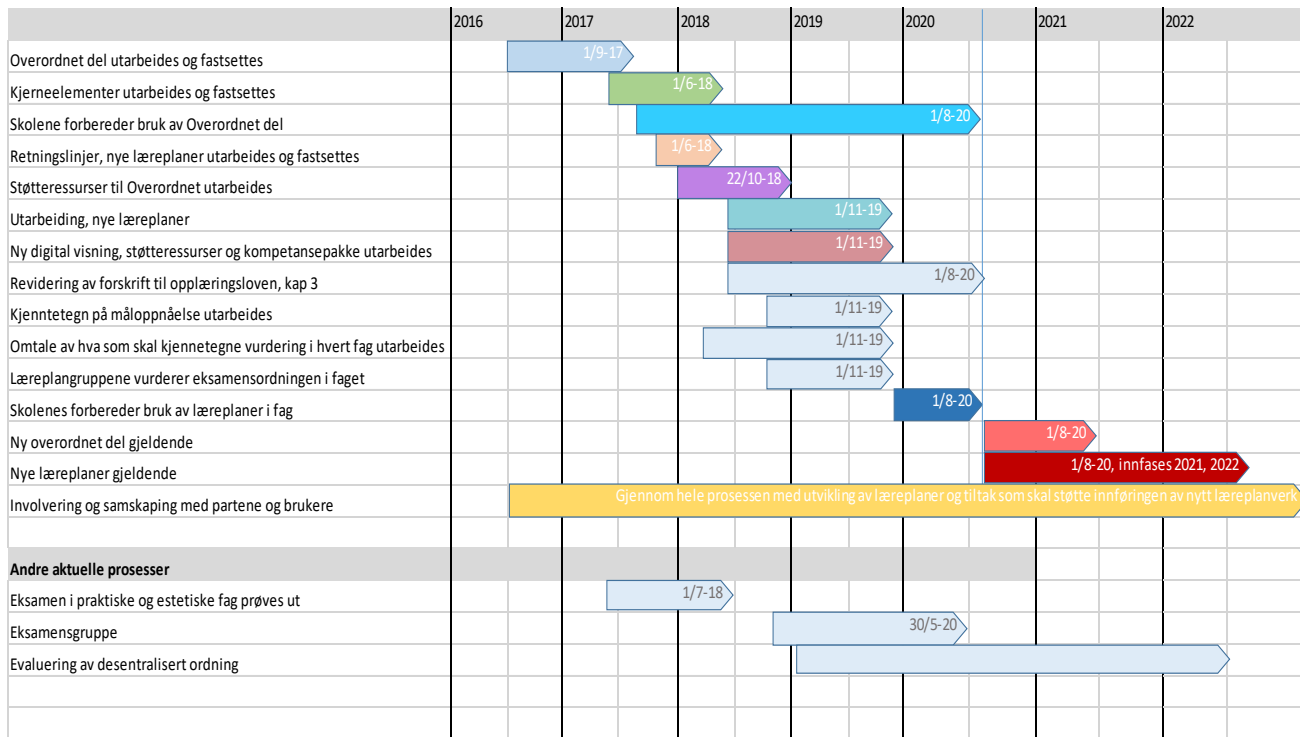 2016 2017 2018 2019 2020 2021 2022
Overordnet del utarbeides og fastsettes 1/9-17
Kjerneelementer utarbeides og fastsettes 1/6-18
Skolene forbereder bruk av Overordnet del 1/8-20
Retningslinjer, nye læreplaner utarbeides og fastsettes 1/6-18
Støtteressurser til Overordnet utarbeides 22/10-18
Utarbeiding, nye læreplaner 1/11-19
Ny digital visning, støtteressurser og kompetansepakke utarbeides 1/11-19
Revidering av forskrift til opplæringsloven, kap 3 1/8-20
Kjenntetegn på måloppnåelse utarbeides 1/11-19
Omtale av hva som skal kjennetegne vurdering i hvert fag utarbeides 1/11-19
Læreplangruppene vurderer eksamensordningen i faget 1/11-19
Skolenes forbereder bruk av læreplaner i fag 1/8-20
Ny overordnet del gjeldende 1/8-20
Nye læreplaner gjeldende 1/8-20, innfases 2021, 2022
Involvering og samskaping med partene og brukere Gjennom hele prosessen med utvikling av læreplaner og tiltak som skal støtte innføringen av nytt læreplanverk
Andre aktuelle prosesser
Eksamen i praktiske og estetiske fag prøves ut 1/7-18
Eksamensgruppe 30/5-20
Evaluering av desentralisert ordning